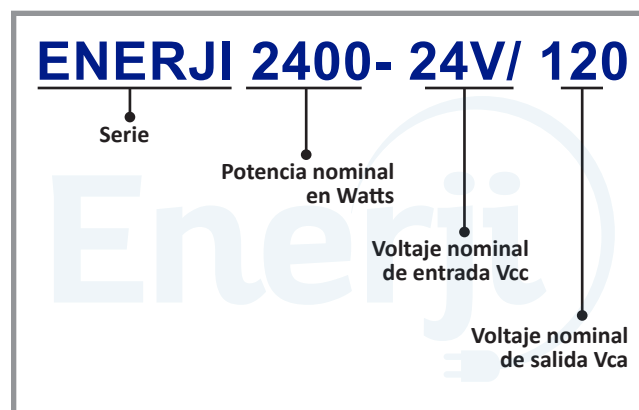 ENERJI 2400- 24V/ 120
Serie
Potencia nominal
en Watts
Voltaje nominal
de entrada Vcc
Voltaje nominal
de salida Vca
Enerji